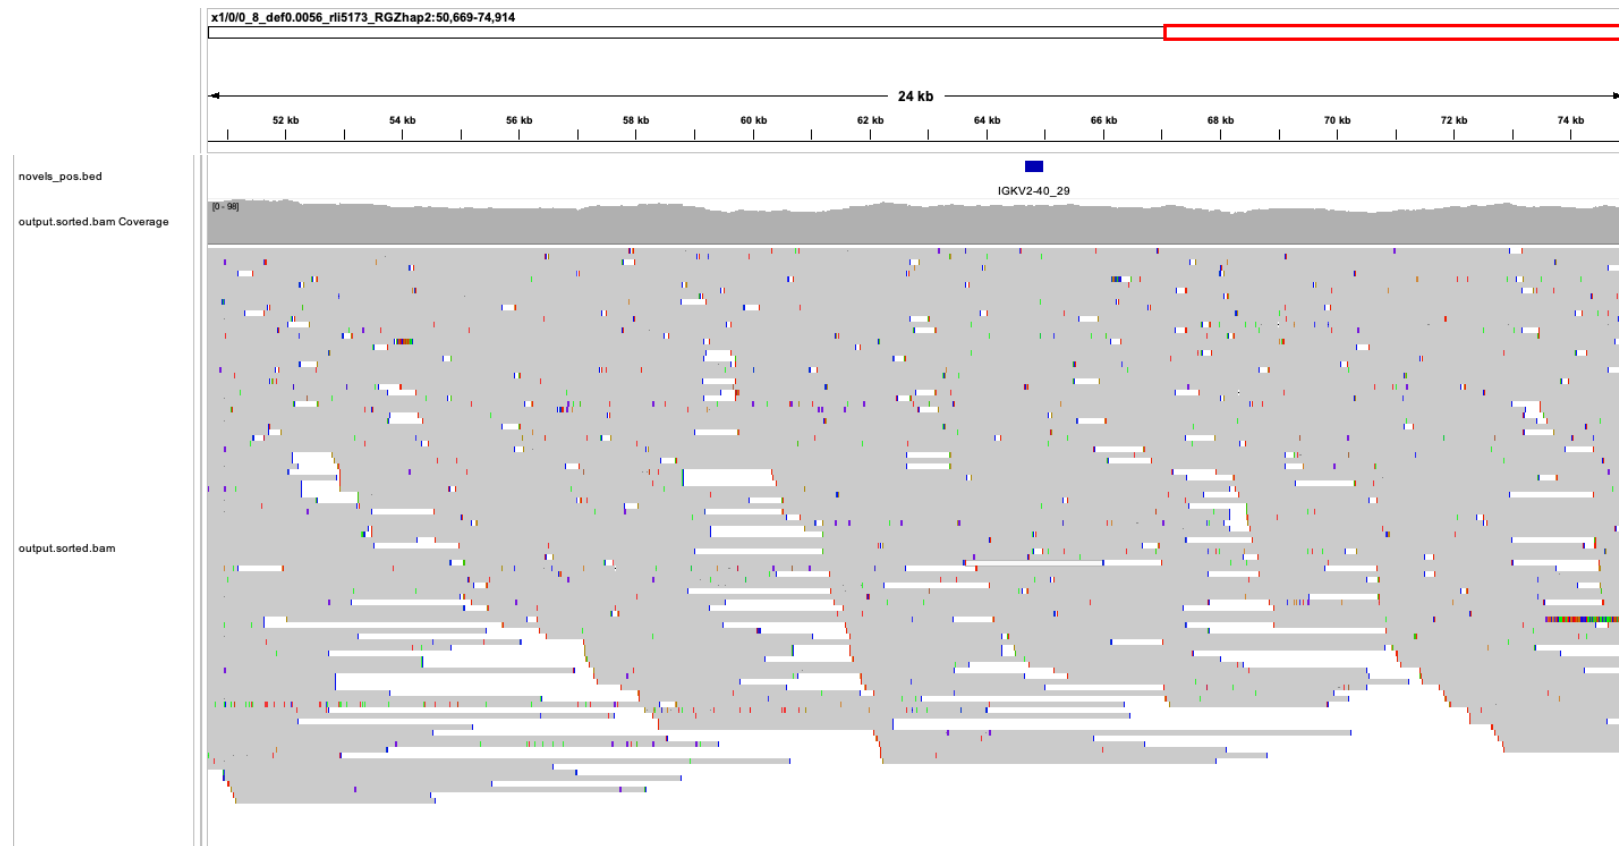 x1/0/0_8_def0.0056_rli5173_RGZhap2:50,669-74,914
24 kb
52 kb 54 kb 56 kb 58 kb 60 kb 62 kb 64 kb 66 kb 68 kb 70 kb 72 kb 74 kb
novels_pos.bed
IGKV2-40_29
[0 - 98]
output.sorted.bam Coverage
output.sorted.bam